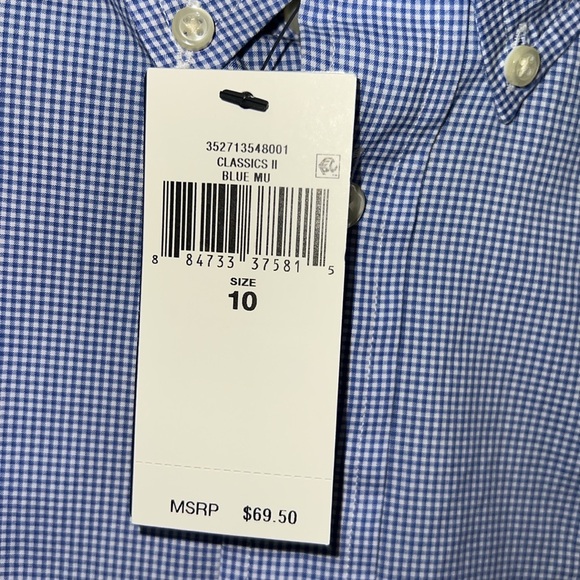 352713548001
CLASSICS II
BLUE MU
8 84733 37581 5
SIZE
10
MSRP $69.50